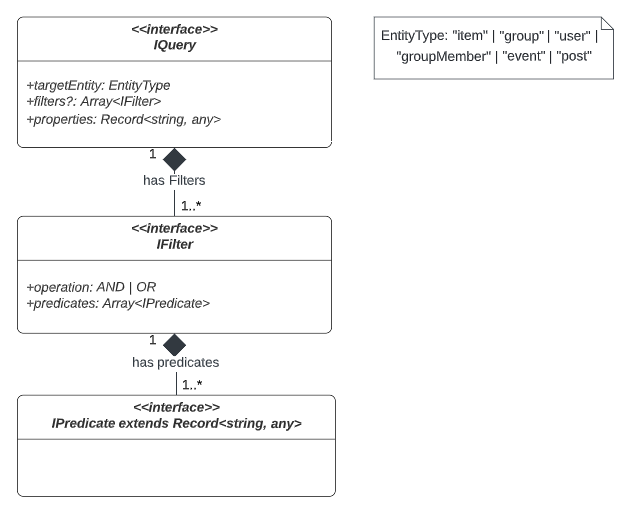 <<interface>>
IQuery
+targetEntity: EntityType
+filters?: Array<IFilter>
+properties: Record<string, any>
EntityType: "item" | "group" | "user" |
"groupMember" | "event" | "post"
1
has Filters
1..*
<<interface>>
IFilter
+operation: AND | OR
+predicates: Array<IPredicate>
1
has predicates
1..*
<<interface>>
IPredicate extends Record<string, any>